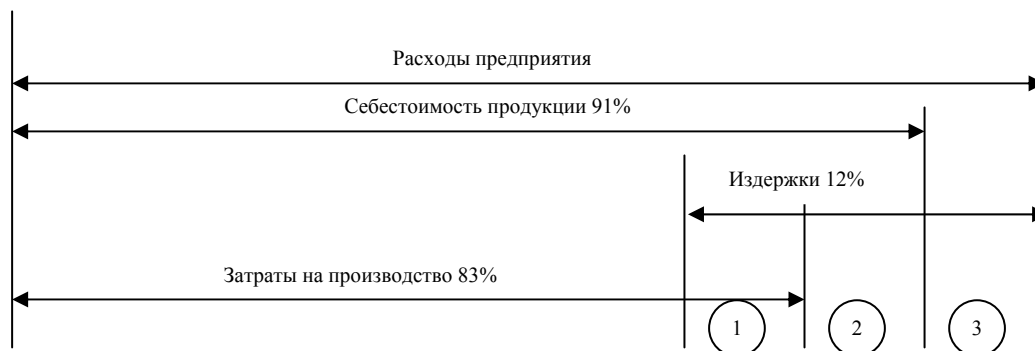 Расходы предприятия
Себестоимость продукции 91%
Издержки 12%
Затраты на производство 83%
1 2 3